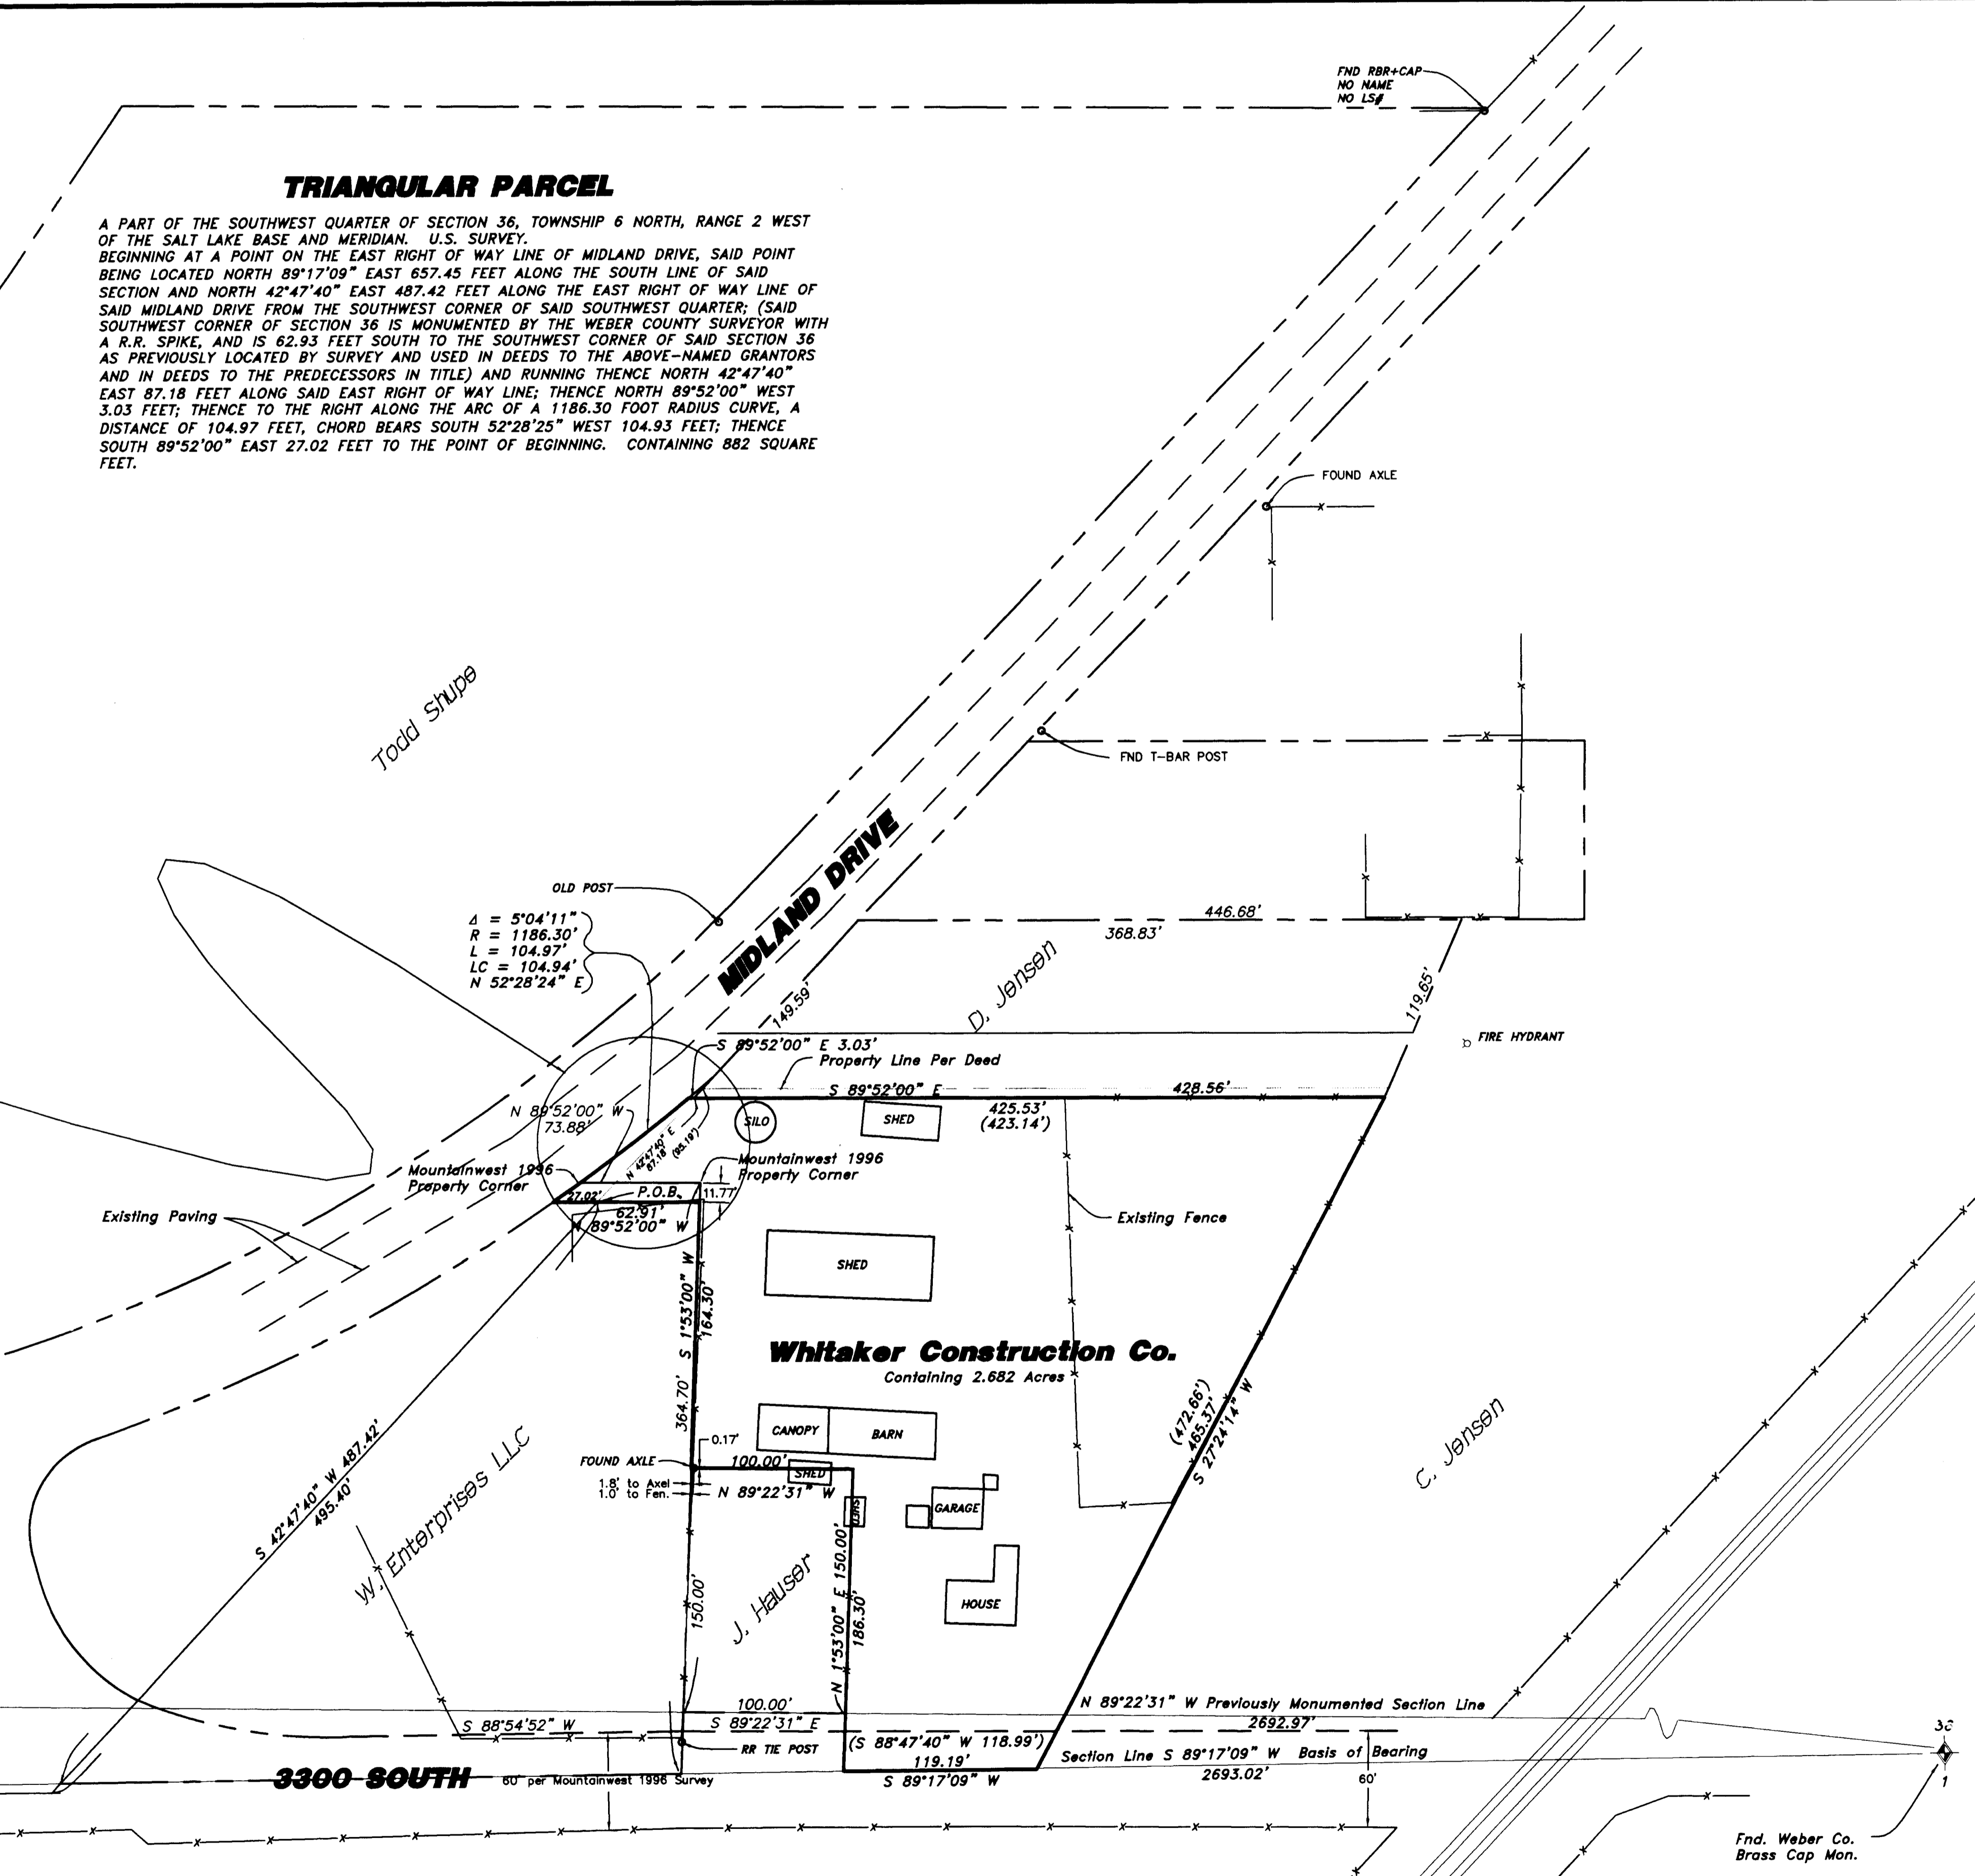 FND RBR+CAP
NO NAME
NO LS#
TRIANGULAR PARCEL
A PART OF THE SOUTHWEST QUARTER OF SECTION 36, TOWNSHIP 6 NORTH, RANGE 2 WEST
OF THE SALT LAKE BASE AND MERIDIAN. U.S. SURVEY.
BEGINNING AT A POINT ON THE EAST RIGHT OF WAY LINE OF MIDLAND DRIVE, SAID POINT
BEING LOCATED NORTH 89°17'09" EAST 657.45 FEET ALONG THE SOUTH LINE OF SAID
SECTION AND NORTH 42°47'40" EAST 487.42 FEET ALONG THE EAST RIGHT OF WAY LINE OF
SAID MIDLAND DRIVE FROM THE SOUTHWEST CORNER OF SAID SOUTHWEST QUARTER; (SAID
SOUTHWEST CORNER OF SECTION 36 IS MONUMENTED BY THE WEBER COUNTY SURVEYOR WITH
A R.R. SPIKE, AND IS 62.93 FEET SOUTH TO THE SOUTHWEST CORNER OF SAID SECTION 36
AS PREVIOUSLY LOCATED BY SURVEY AND USED IN DEEDS TO THE ABOVE-NAMED GRANTORS
AND IN DEEDS TO THE PREDECESSORS IN TITLE) AND RUNNING THENCE NORTH 42°47'40"
EAST 87.18 FEET ALONG SAID EAST RIGHT OF WAY LINE; THENCE NORTH 89°52'00" WEST
3.03 FEET; THENCE TO THE RIGHT ALONG THE ARC OF A 1186.30 FOOT RADIUS CURVE, A
DISTANCE OF 104.97 FEET, CHORD BEARS SOUTH 52°28'25" WEST 104.93 FEET; THENCE
SOUTH 89°52'00" EAST 27.02 FEET TO THE POINT OF BEGINNING. CONTAINING 882 SQUARE
FEET.
FOUND AXLE
Todd Shupe
FND T-BAR POST
MIDLAND DRIVE
OLD POST
Δ = 5°04'11"
R = 1186.30'
L = 104.97'
LC = 104.94'
N 52°28'24" E
446.68'
368.83'
D. Jensen
149.59'
119.65'
FIRE HYDRANT
S 89°52'00" E 3.03'
Property Line Per Deed
S 89°52'00" E
428.56'
425.53'
(423.14')
N 89°52'00" W
73.88'
SILO
SHED
N 42°47'40" E
87.18'
(95.19')
Mountainwest 1996
Property Corner
Mountainwest 1996
Property Corner
27.02'
P.O.B.
11.77'
62.91'
N 89°52'00" W
Existing Paving
Existing Fence
SHED
S 1°53'00" W
164.30'
364.70'
Whitaker Construction Co.
Containing 2.682 Acres
CANOPY
BARN
0.17'
FOUND AXLE
100.00'
SHED
1.8' to Axel
1.0' to Fen.
N 89°22'31" W
SHED
GARAGE
HOUSE
(472.66')
465.37'
S 27°24'14" W
C. Jensen
S 42°47'40" W 487.42'
495.40'
W. Enterprises LLC
150.00'
J. Hauser
N 1°53'00" E 150.00'
186.30'
N 89°22'31" W Previously Monumented Section Line
2692.97'
100.00'
S 88°54'52" W
S 89°22'31" E
RR TIE POST
(S 88°47'40" W 118.99')
119.19'
S 89°17'09" W
Section Line S 89°17'09" W Basis of Bearing
2693.02'
60'
3300 SOUTH
60' per Mountainwest 1996 Survey
36
1
Fnd. Weber Co.
Brass Cap Mon.